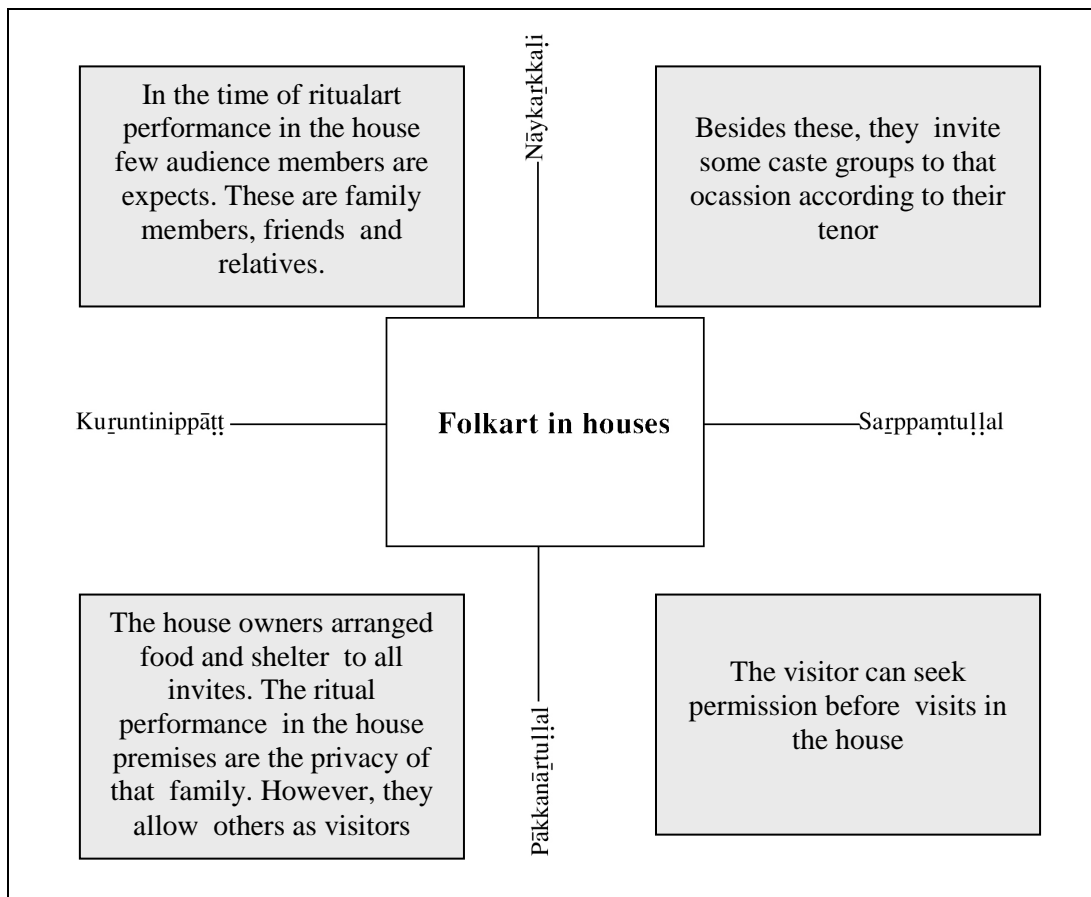 Nāykaṟkkaḷi
In the time of ritualart
performance in the house
few audience members are
expects. These are family
members, friends and
relatives.
Besides these, they invite
some caste groups to that
ocassion according to their
tenor
Kuṟuntinippāṭṭ
Folkart in houses
Saṟppaṃtuḷḷal
The house owners arranged
food and shelter to all
invites. The ritual
performance in the house
premises are the privacy of
that family. However, they
allow others as visitors
Pākkanāṟtuḷḷal
The visitor can seek
permission before visits in
the house